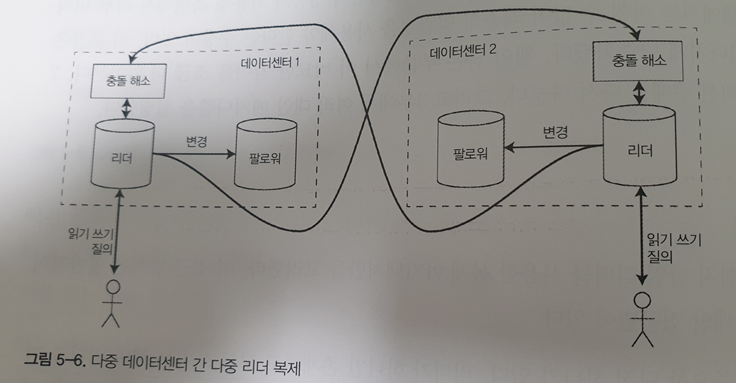 데이터센터 1
충돌 해소
리더
변경
팔로워
읽기 쓰기
질의
데이터센터 2
충돌 해소
팔로워
변경
리더
읽기 쓰기
질의
그림 5-6. 다중 데이터센터 간 다중 리더 복제